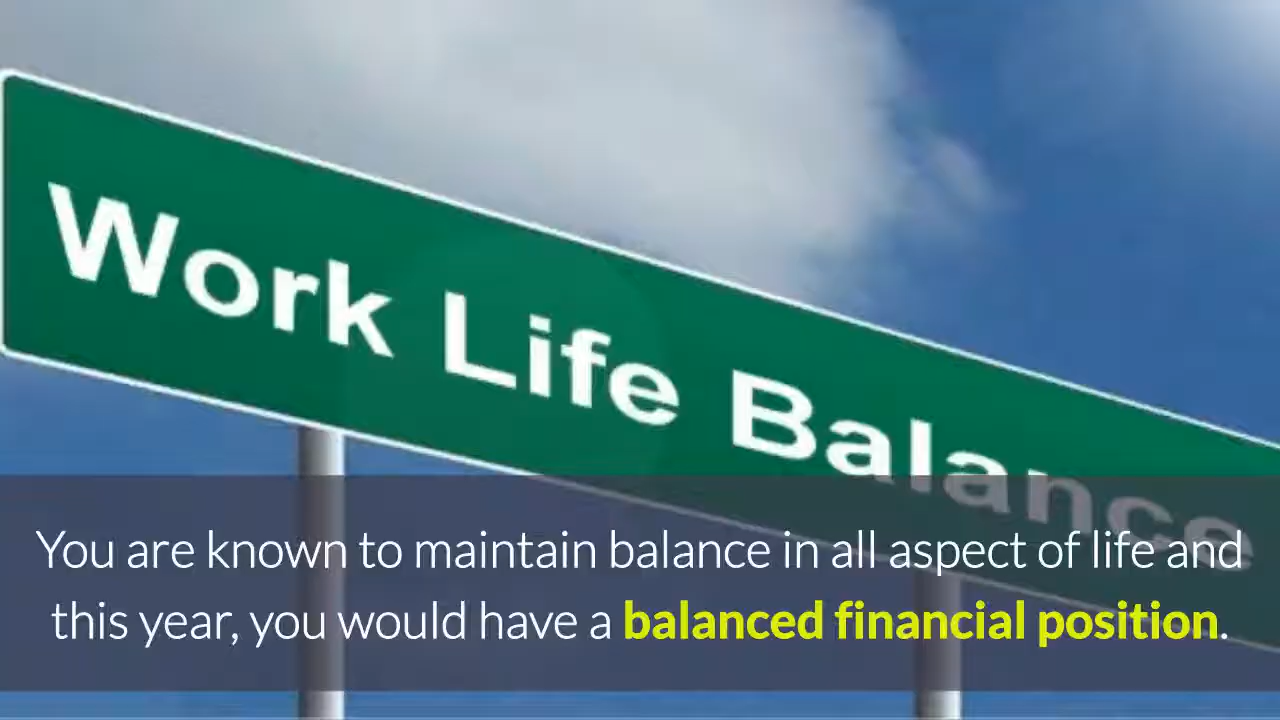 Work Life Balance
You are known to maintain balance in all aspect of life and
this year, you would have a balanced financial position.